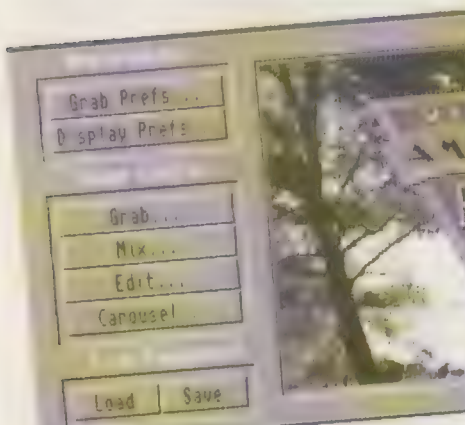 Grab Prefs ...
Display Prefs
Grab...
Mix...
Edit...
Carousel
Load Save